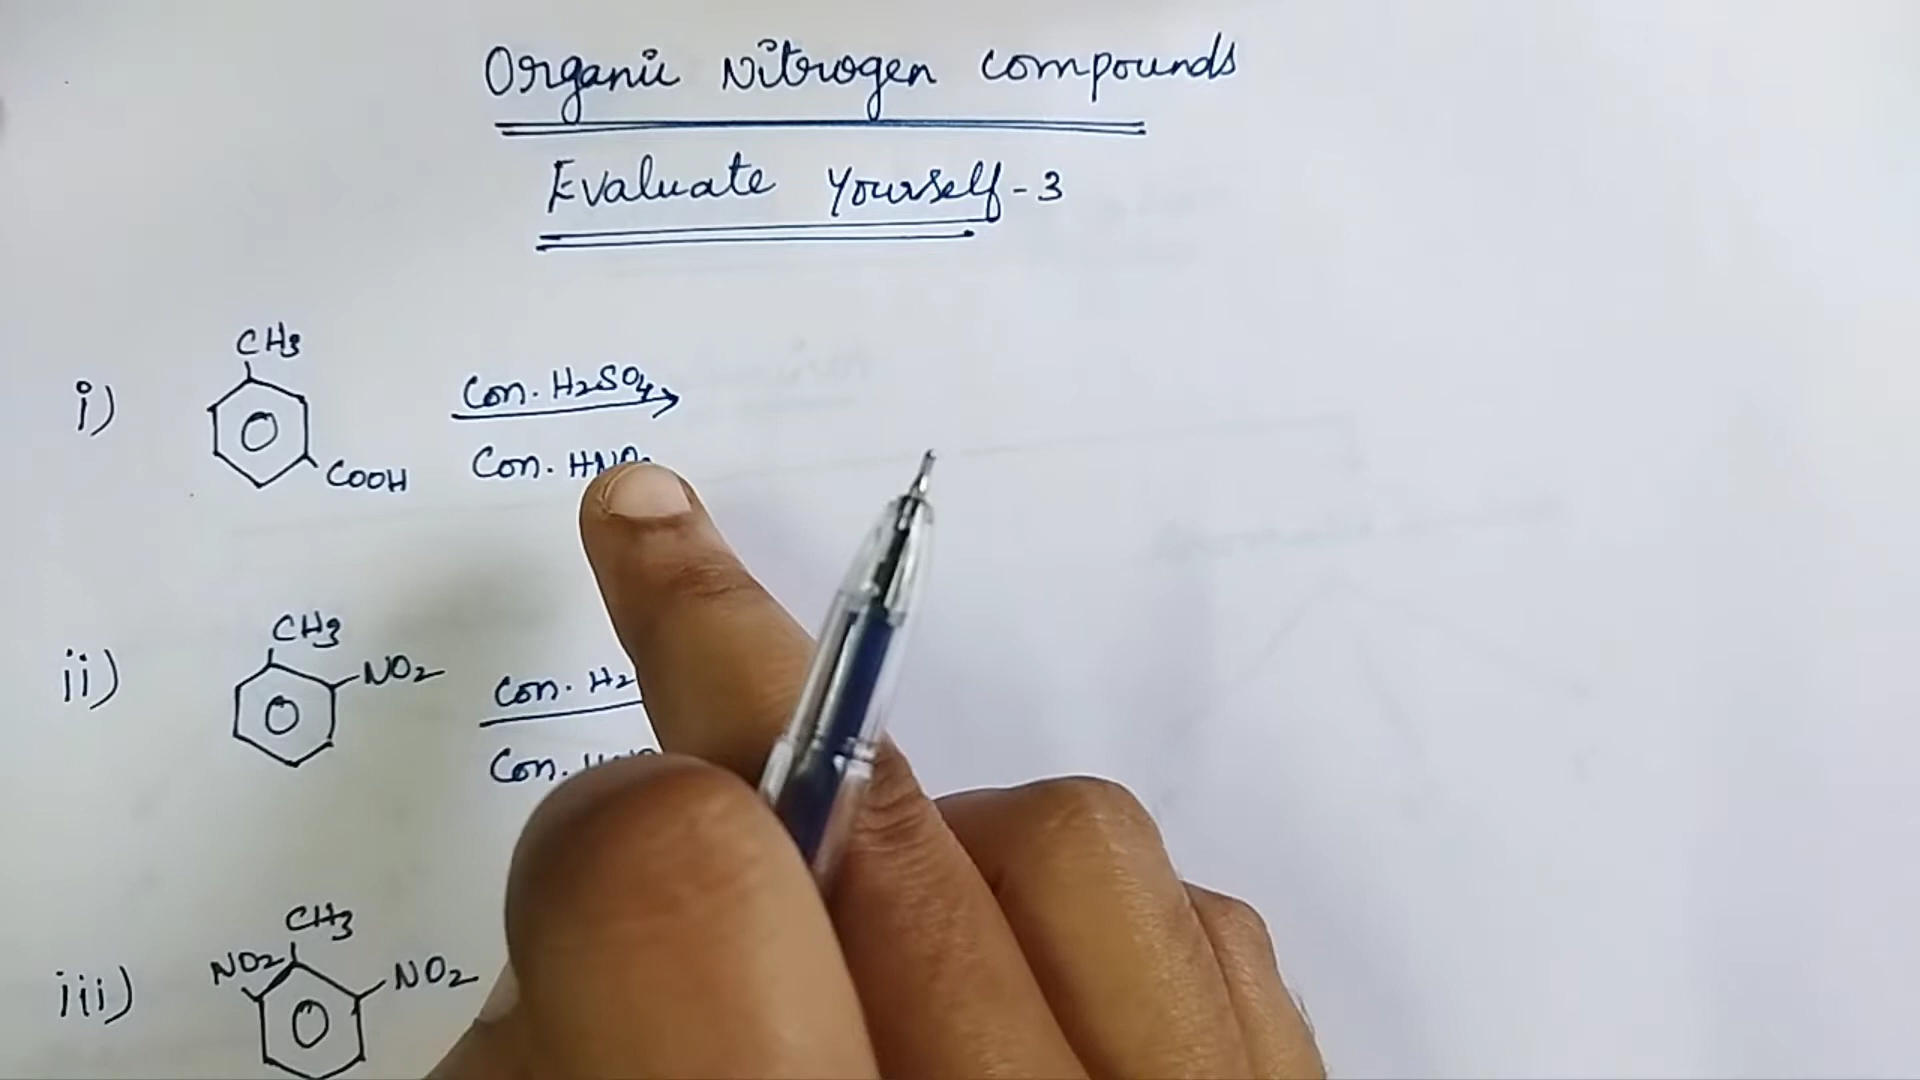 Organic Nitrogen compounds
Evaluate Yourself-3
i)
CH3
COOH
Con. H2SO4
Con.
ii)
CH3
NO2
Con. H2
Con.
iii)
CH3
NO2
NO2